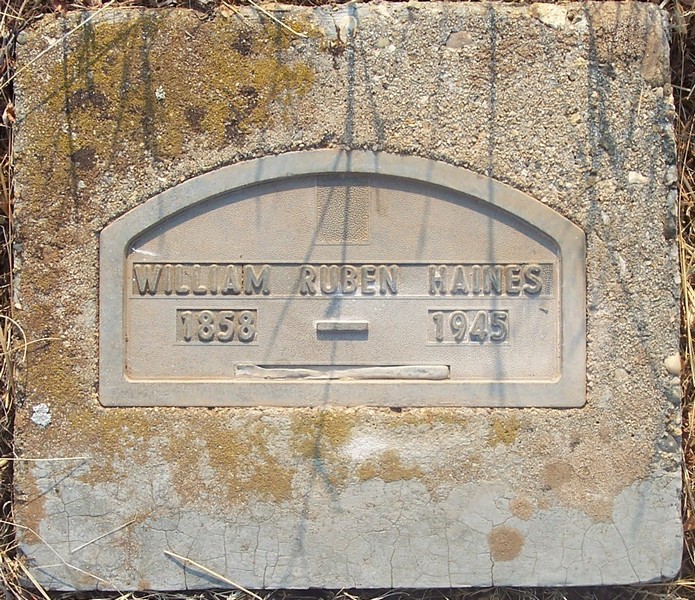 WILLIAM RUBEN HAINES
1858 — 1945